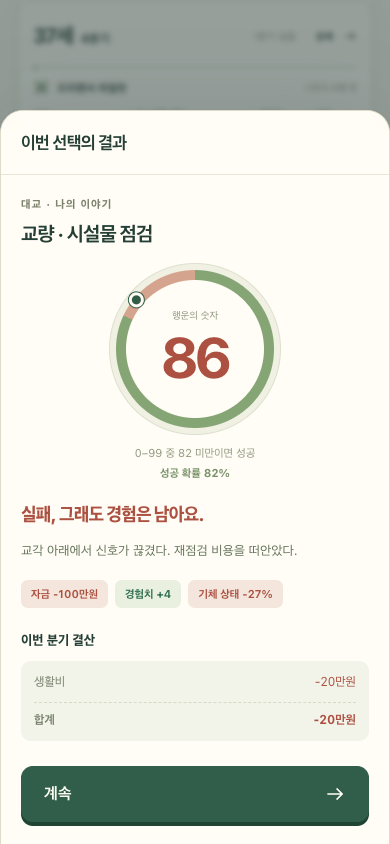 37세
이번 선택의 결과
대교 · 나의 이야기
교량 · 시설물 점검
행운의 숫자
86
0–99 중 82 미만이면 성공
성공 확률 82%
실패, 그래도 경험은 남아요.
교각 아래에서 신호가 끊겼다. 재점검 비용을 떠안았다.
자금 -100만원 경험치 +4 기체 상태 -27%
이번 분기 결산
생활비 -20만원
합계 -20만원
계속 →